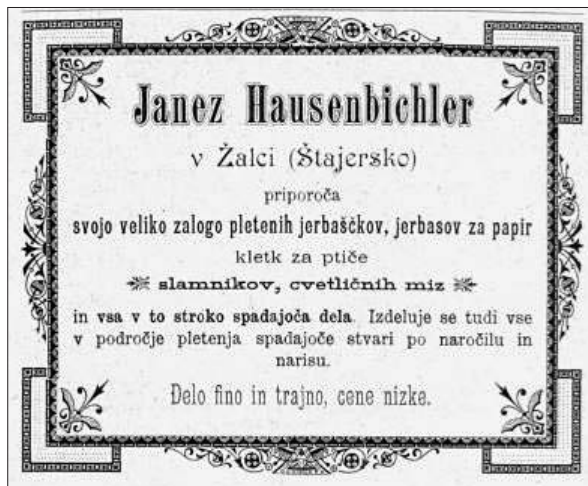 Janez Hausenbichler
v Žalci (Štajersko)
priporoča
svojo veliko zalogo pletenih jerbaščkov, jerbasov za papir
kletk za ptiče
slamnikov, cvetličnih miz
in vsa v to stroko spadajoča dela. Izdeluje se tudi vse
v področje pletenja spadajoče stvari po naročilu in
narisu.
Delo fino in trajno, cene nizke.